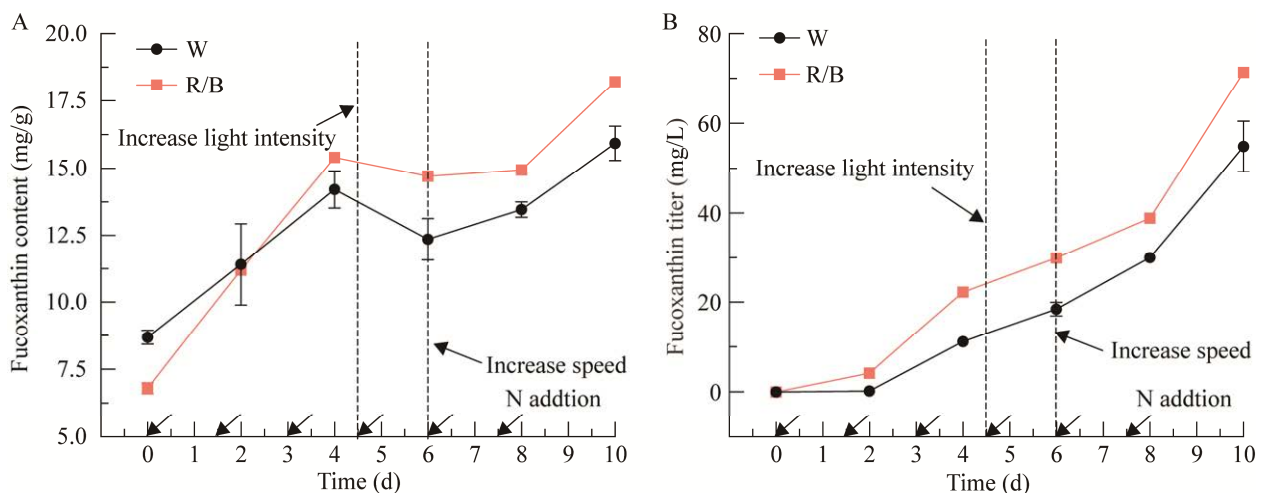 A
Fucoxanthin content (mg/g)
20.0
17.5
15.0
12.5
10.0
7.5
5.0
W
R/B
Increase light intensity
Increase speed
N addtion
0 1 2 3 4 5 6 7 8 9 10
Time (d)
B
Fucoxanthin titer (mg/L)
80
60
40
20
0
W
R/B
Increase light intensity
Increase speed
N addtion
0 1 2 3 4 5 6 7 8 9 10
Time (d)